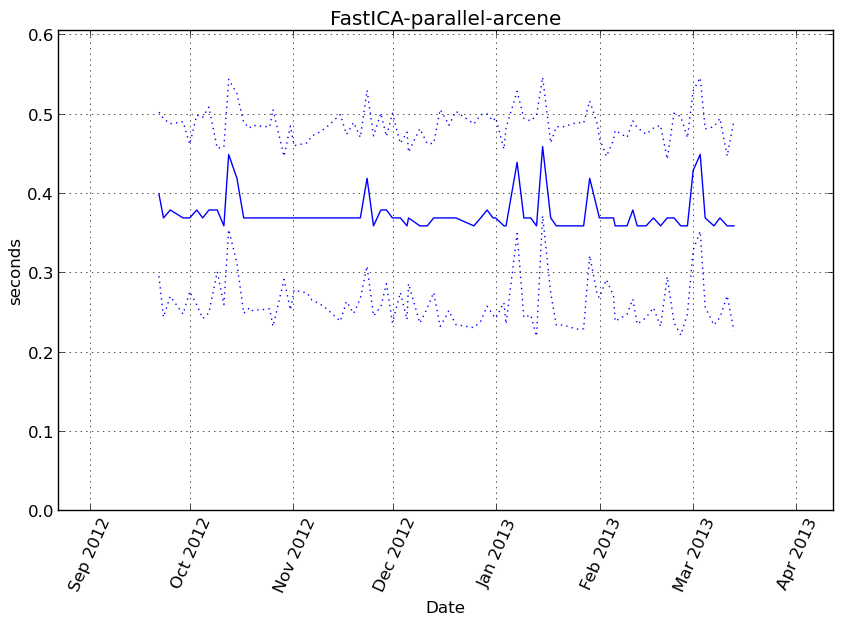 FastICA-parallel-arcene
0.6
0.5
0.4
0.3
0.2
0.1
0.0
seconds
Sep 2012
Oct 2012
Nov 2012
Dec 2012
Jan 2013
Feb 2013
Mar 2013
Apr 2013
Date